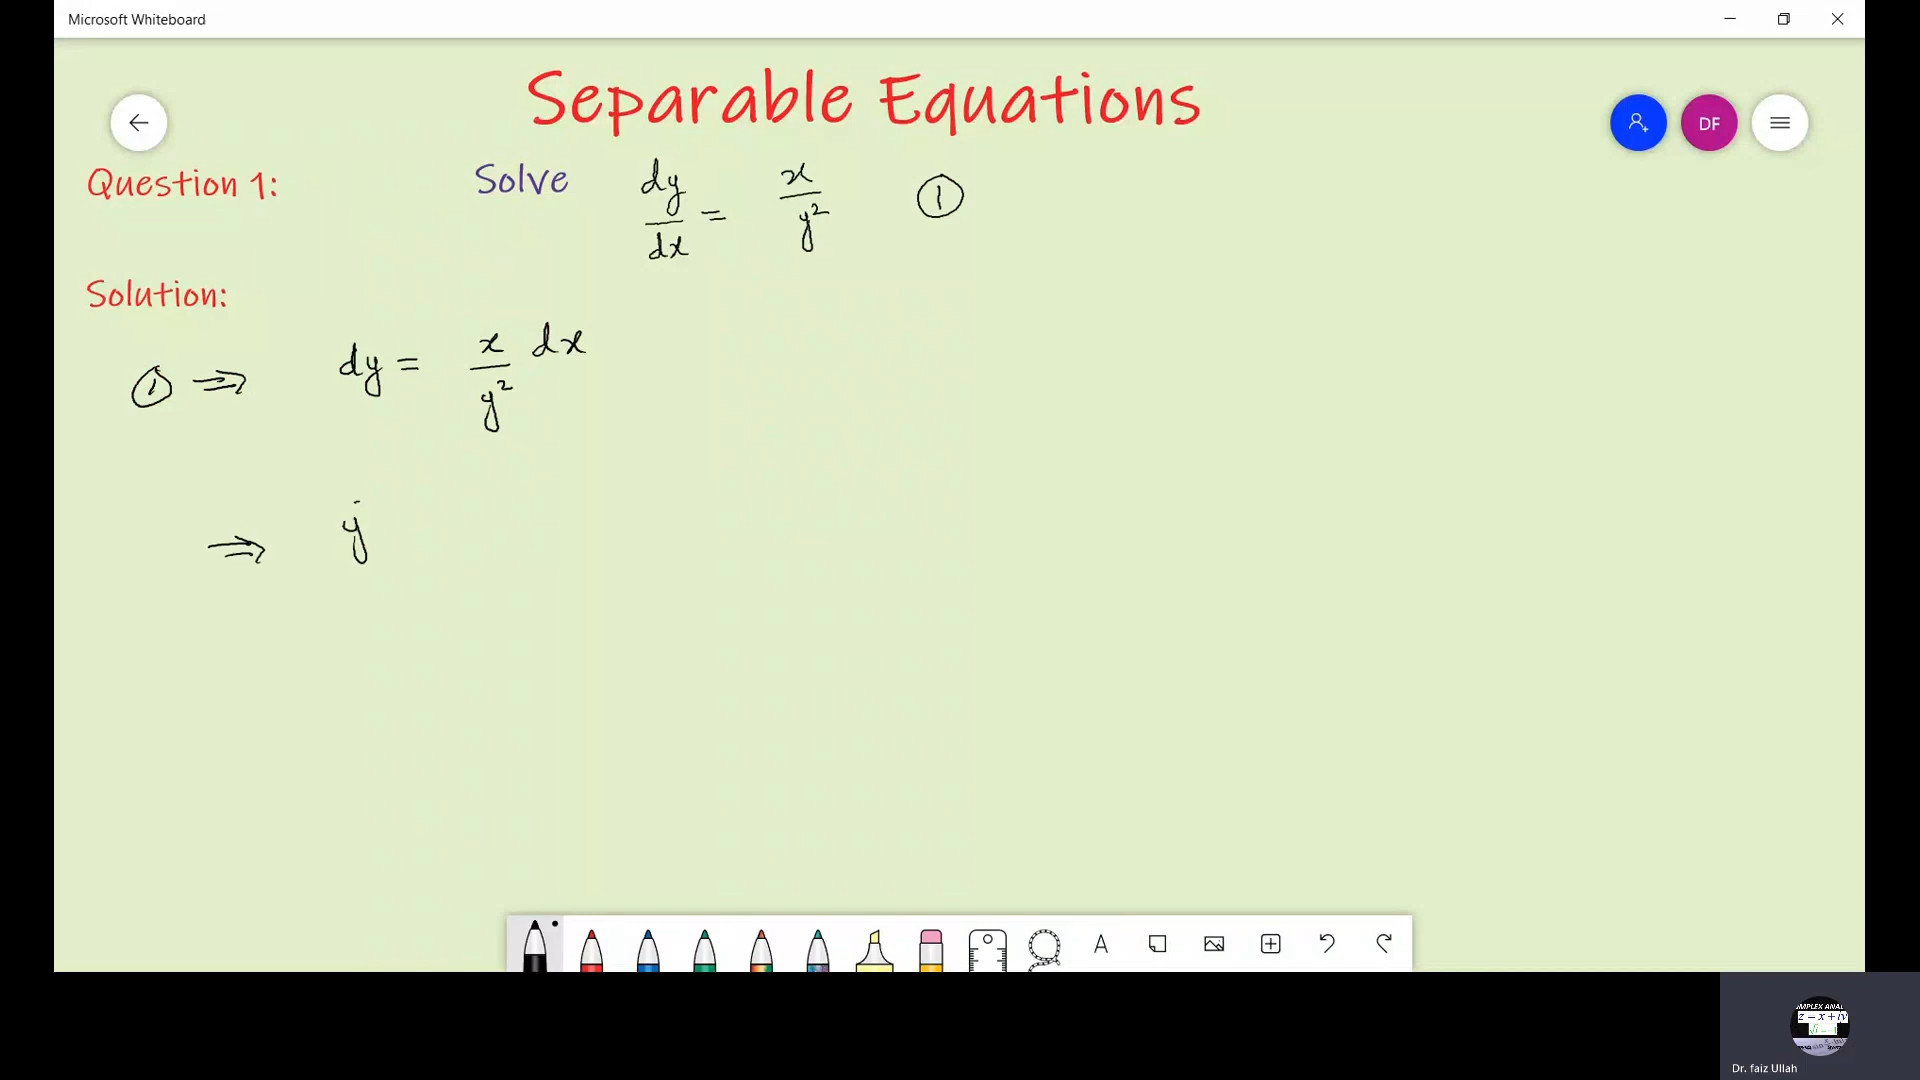 Microsoft Whiteboard
Separable Equations
DF
Question 1: Solve dy/dx = x/y² ①
Solution:
① ⇒ dy = x/y² dx
⇒ y
A
z = x + iy
Dr. faiz Ullah